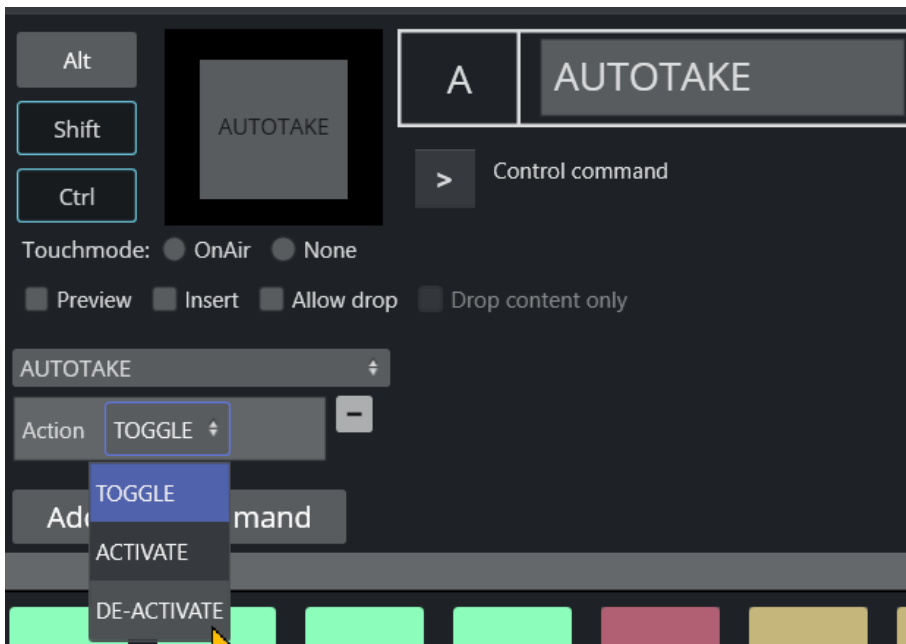 Alt
Shift
Ctrl
AUTOTAKE
A
AUTOTAKE
>
Control command
Touchmode: OnAir None
Preview Insert Allow drop Drop content only
AUTOTAKE
Action TOGGLE
TOGGLE
mand
ACTIVATE
DE-ACTIVATE